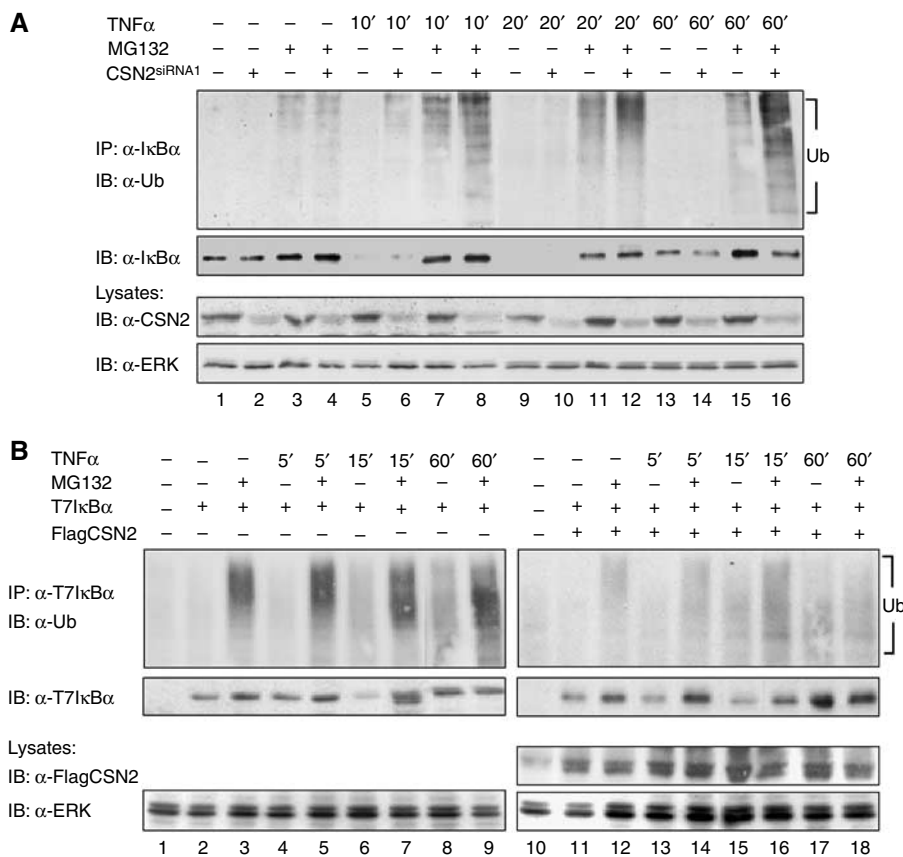 A
TNFα – – – – 10′ 10′ 10′ 10′ 20′ 20′ 20′ 20′ 60′ 60′ 60′ 60′
MG132 – – + + – – + + – – + + – – + +
CSN2siRNA1 – + – + – + – + – + – + – + – +
IP: α-IκBα
IB: α-Ub
Ub
IB: α-IκBα
Lysates:
IB: α-CSN2
IB: α-ERK
1 2 3 4 5 6 7 8 9 10 11 12 13 14 15 16
B
TNFα – – – 5′ 5′ 15′ 15′ 60′ 60′ – – – 5′ 5′ 15′ 15′ 60′ 60′
MG132 – – + – + – + – + – – + – + – + – +
T7IκBα – + + + + + + + + – + + + + + + + +
FlagCSN2 – – – – – – – – – – + + + + + + + +
IP: α-T7IκBα
IB: α-Ub
Ub
IB: α-T7IκBα
Lysates:
IB: α-FlagCSN2
IB: α-ERK
1 2 3 4 5 6 7 8 9 10 11 12 13 14 15 16 17 18